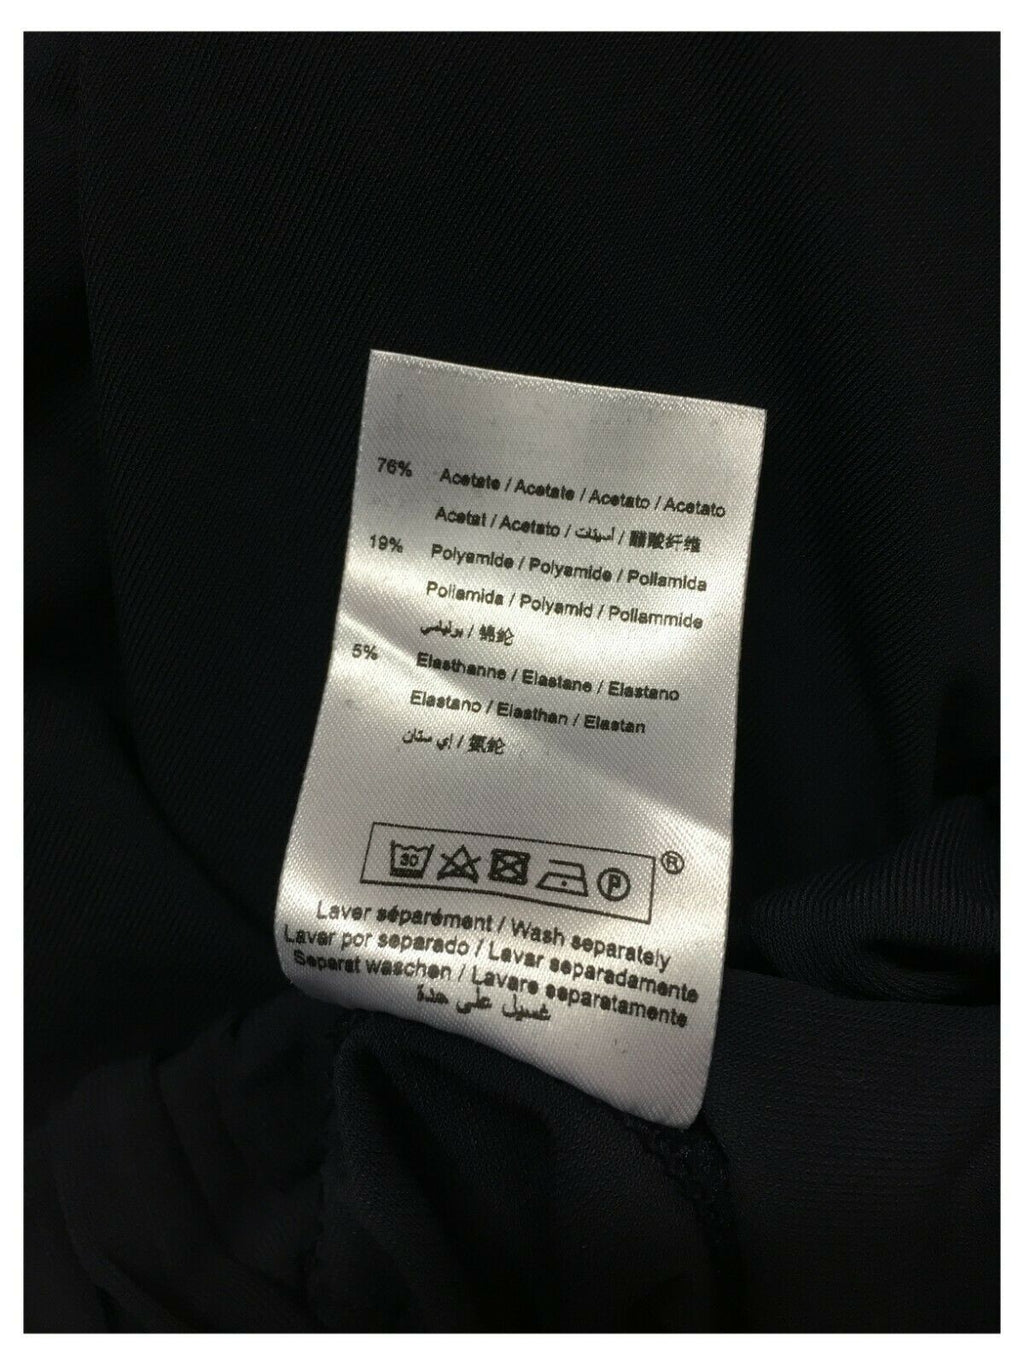 76% Acetate / Acetate / Acetato / Acetato
Acetat / Acetato / أسيتات / 醋酸纤维
19% Polyamide / Polyamide / Poliamida
Poliamida / Polyamid / Poliammide
بوليامي / 锦纶
5% Elasthanne / Elastane / Elastano
Elastano / Elasthan / Elastan
إي ستان / 氨纶
30 P ®
Laver séparément / Wash separately
Lavar por separado / Lavar separadamente
Separat waschen / Lavare separatamente
غسيل على حدة